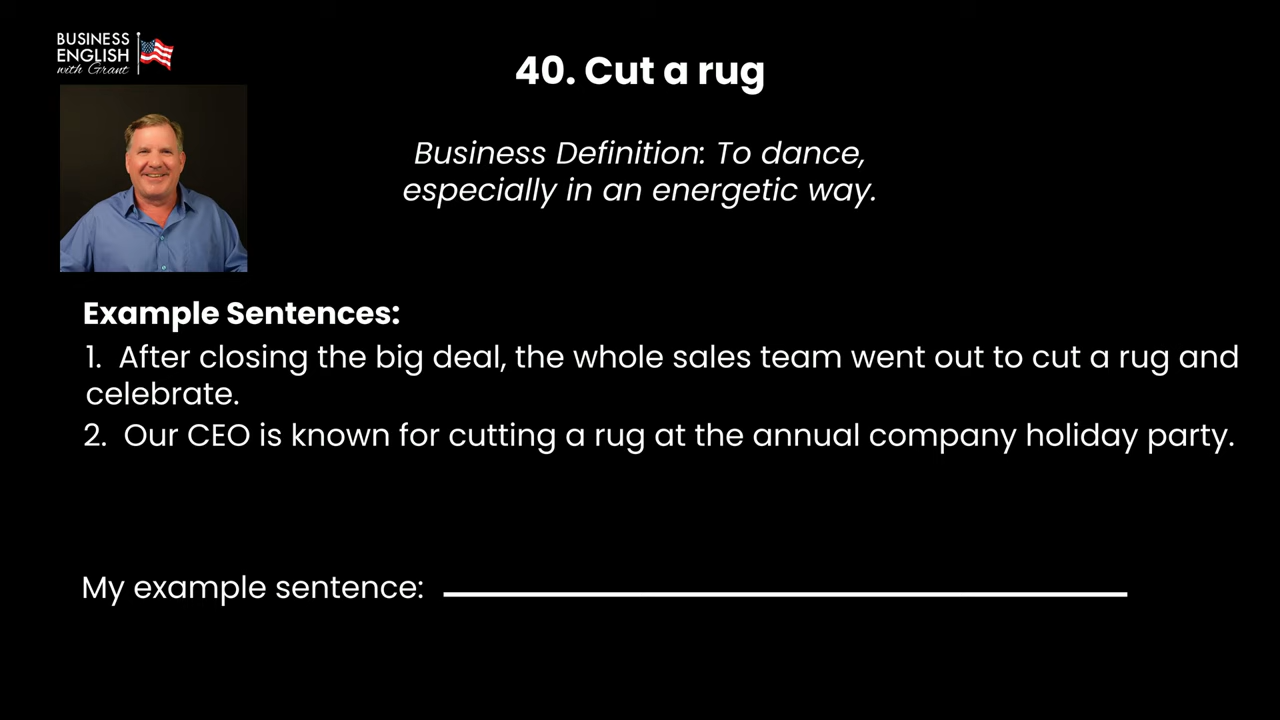 BUSINESS
ENGLISH
with Grant
40. Cut a rug
Business Definition: To dance,
especially in an energetic way.
Example Sentences:
1. After closing the big deal, the whole sales team went out to cut a rug and
celebrate.
2. Our CEO is known for cutting a rug at the annual company holiday party.
My example sentence: